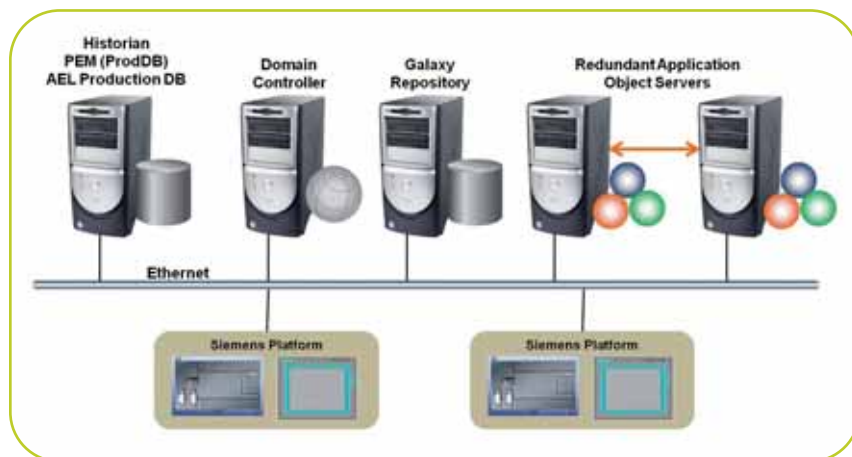 Historian
PEM (ProdDB)
AEL Production DB
Domain
Controller
Galaxy
Repository
Redundant Application
Object Servers
Ethernet
Siemens Platform
Siemens Platform